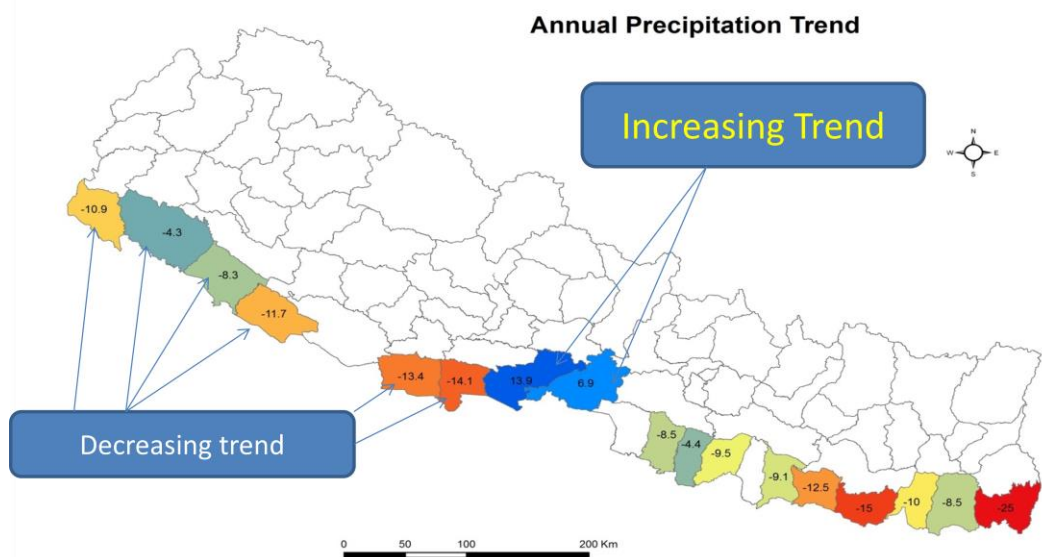 Annual Precipitation Trend
Increasing Trend
N
W E
S
-10.9
-4.3
-8.3
-11.7
-13.4
-14.1
13.9
6.9
Decreasing trend
-8.5
-4.4
-9.5
-9.1
-12.5
-15
-10
-8.5
-25
0 50 100 200 Km